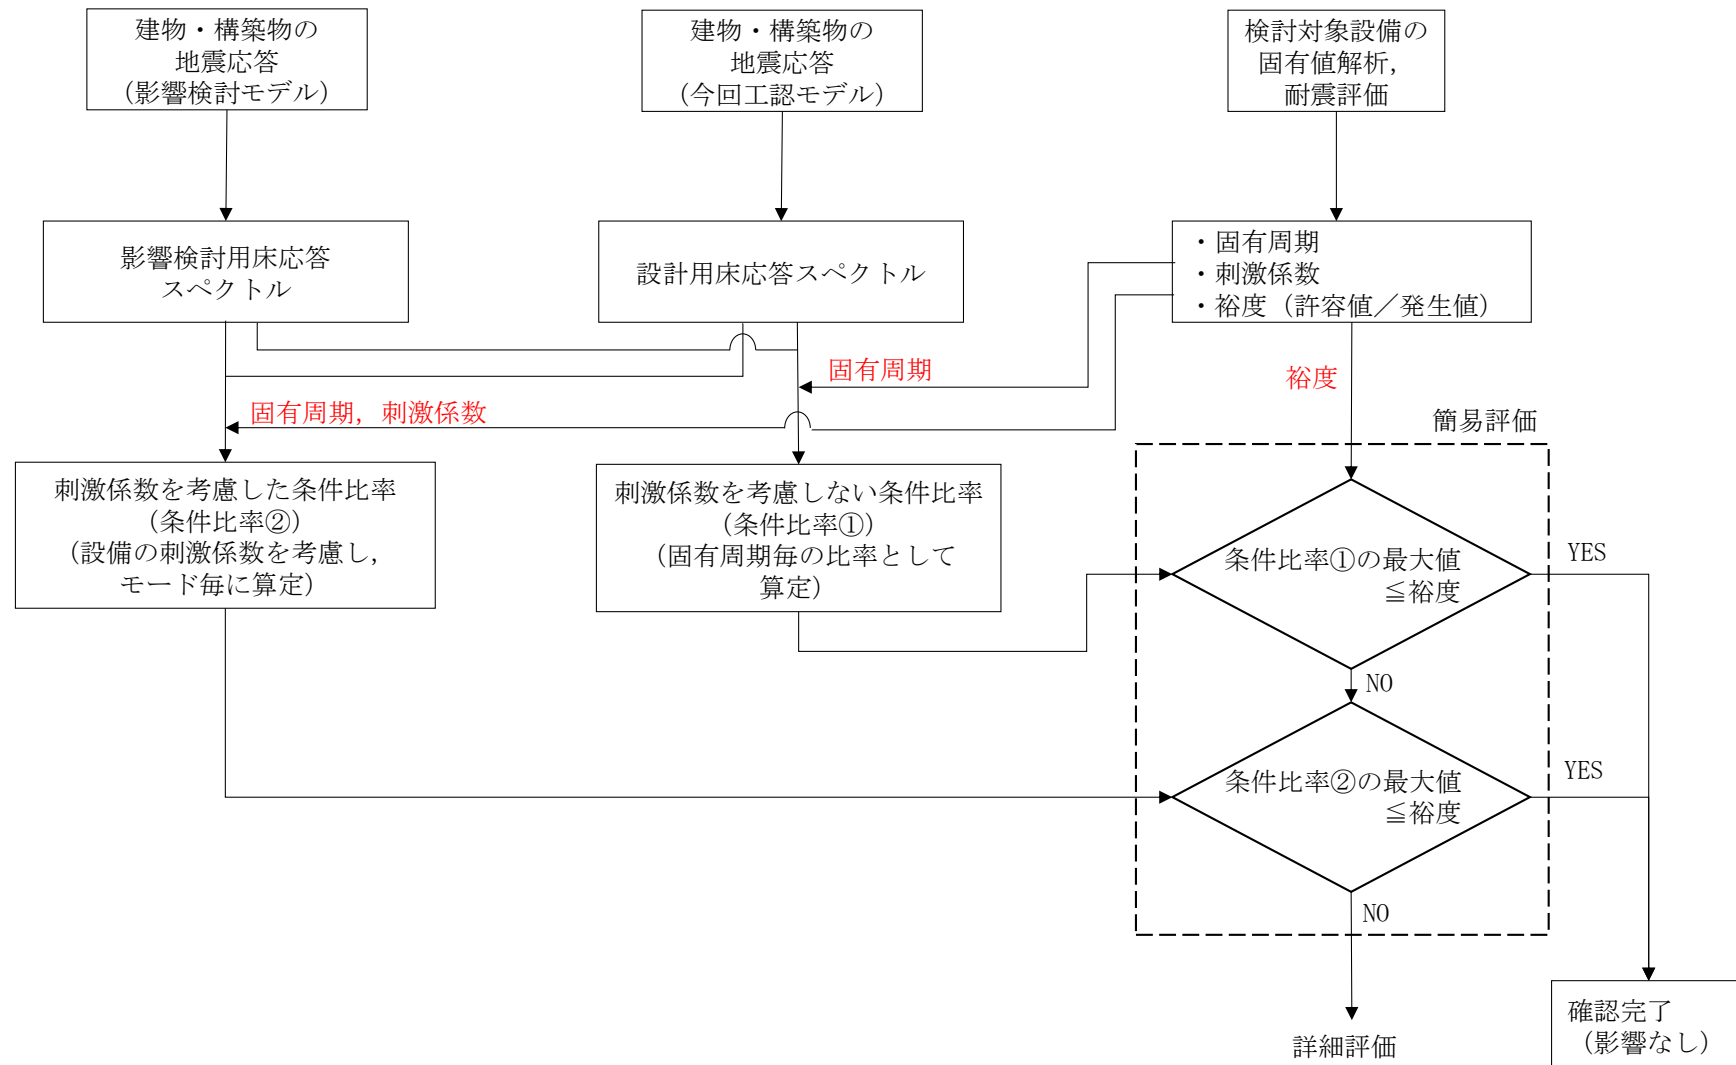 建物・構築物の
地震応答
(影響検討モデル)
建物・構築物の
地震応答
(今回工認モデル)
検討対象設備の
固有値解析,
耐震評価
影響検討用床応答
スペクトル
設計用床応答スペクトル
・固有周期
・刺激係数
・裕度（許容値／発生値）
固有周期
裕度
固有周期, 刺激係数
簡易評価
刺激係数を考慮した条件比率
(条件比率②)
(設備の刺激係数を考慮し,
モード毎に算定)
刺激係数を考慮しない条件比率
(条件比率①)
(固有周期毎の比率として
算定)
条件比率①の最大値
≦裕度
YES
NO
条件比率②の最大値
≦裕度
YES
NO
詳細評価
確認完了
（影響なし）